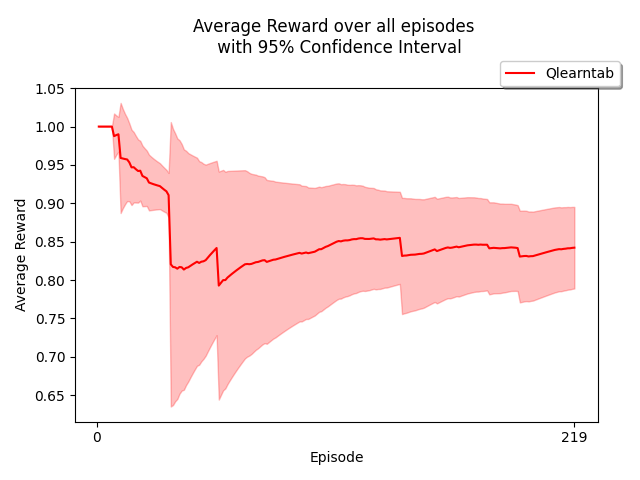 Average Reward over all episodes
with 95% Confidence Interval
Qlearntab
1.05
1.00
0.95
0.90
0.85
0.80
0.75
0.70
0.65
Average Reward
0
219
Episode